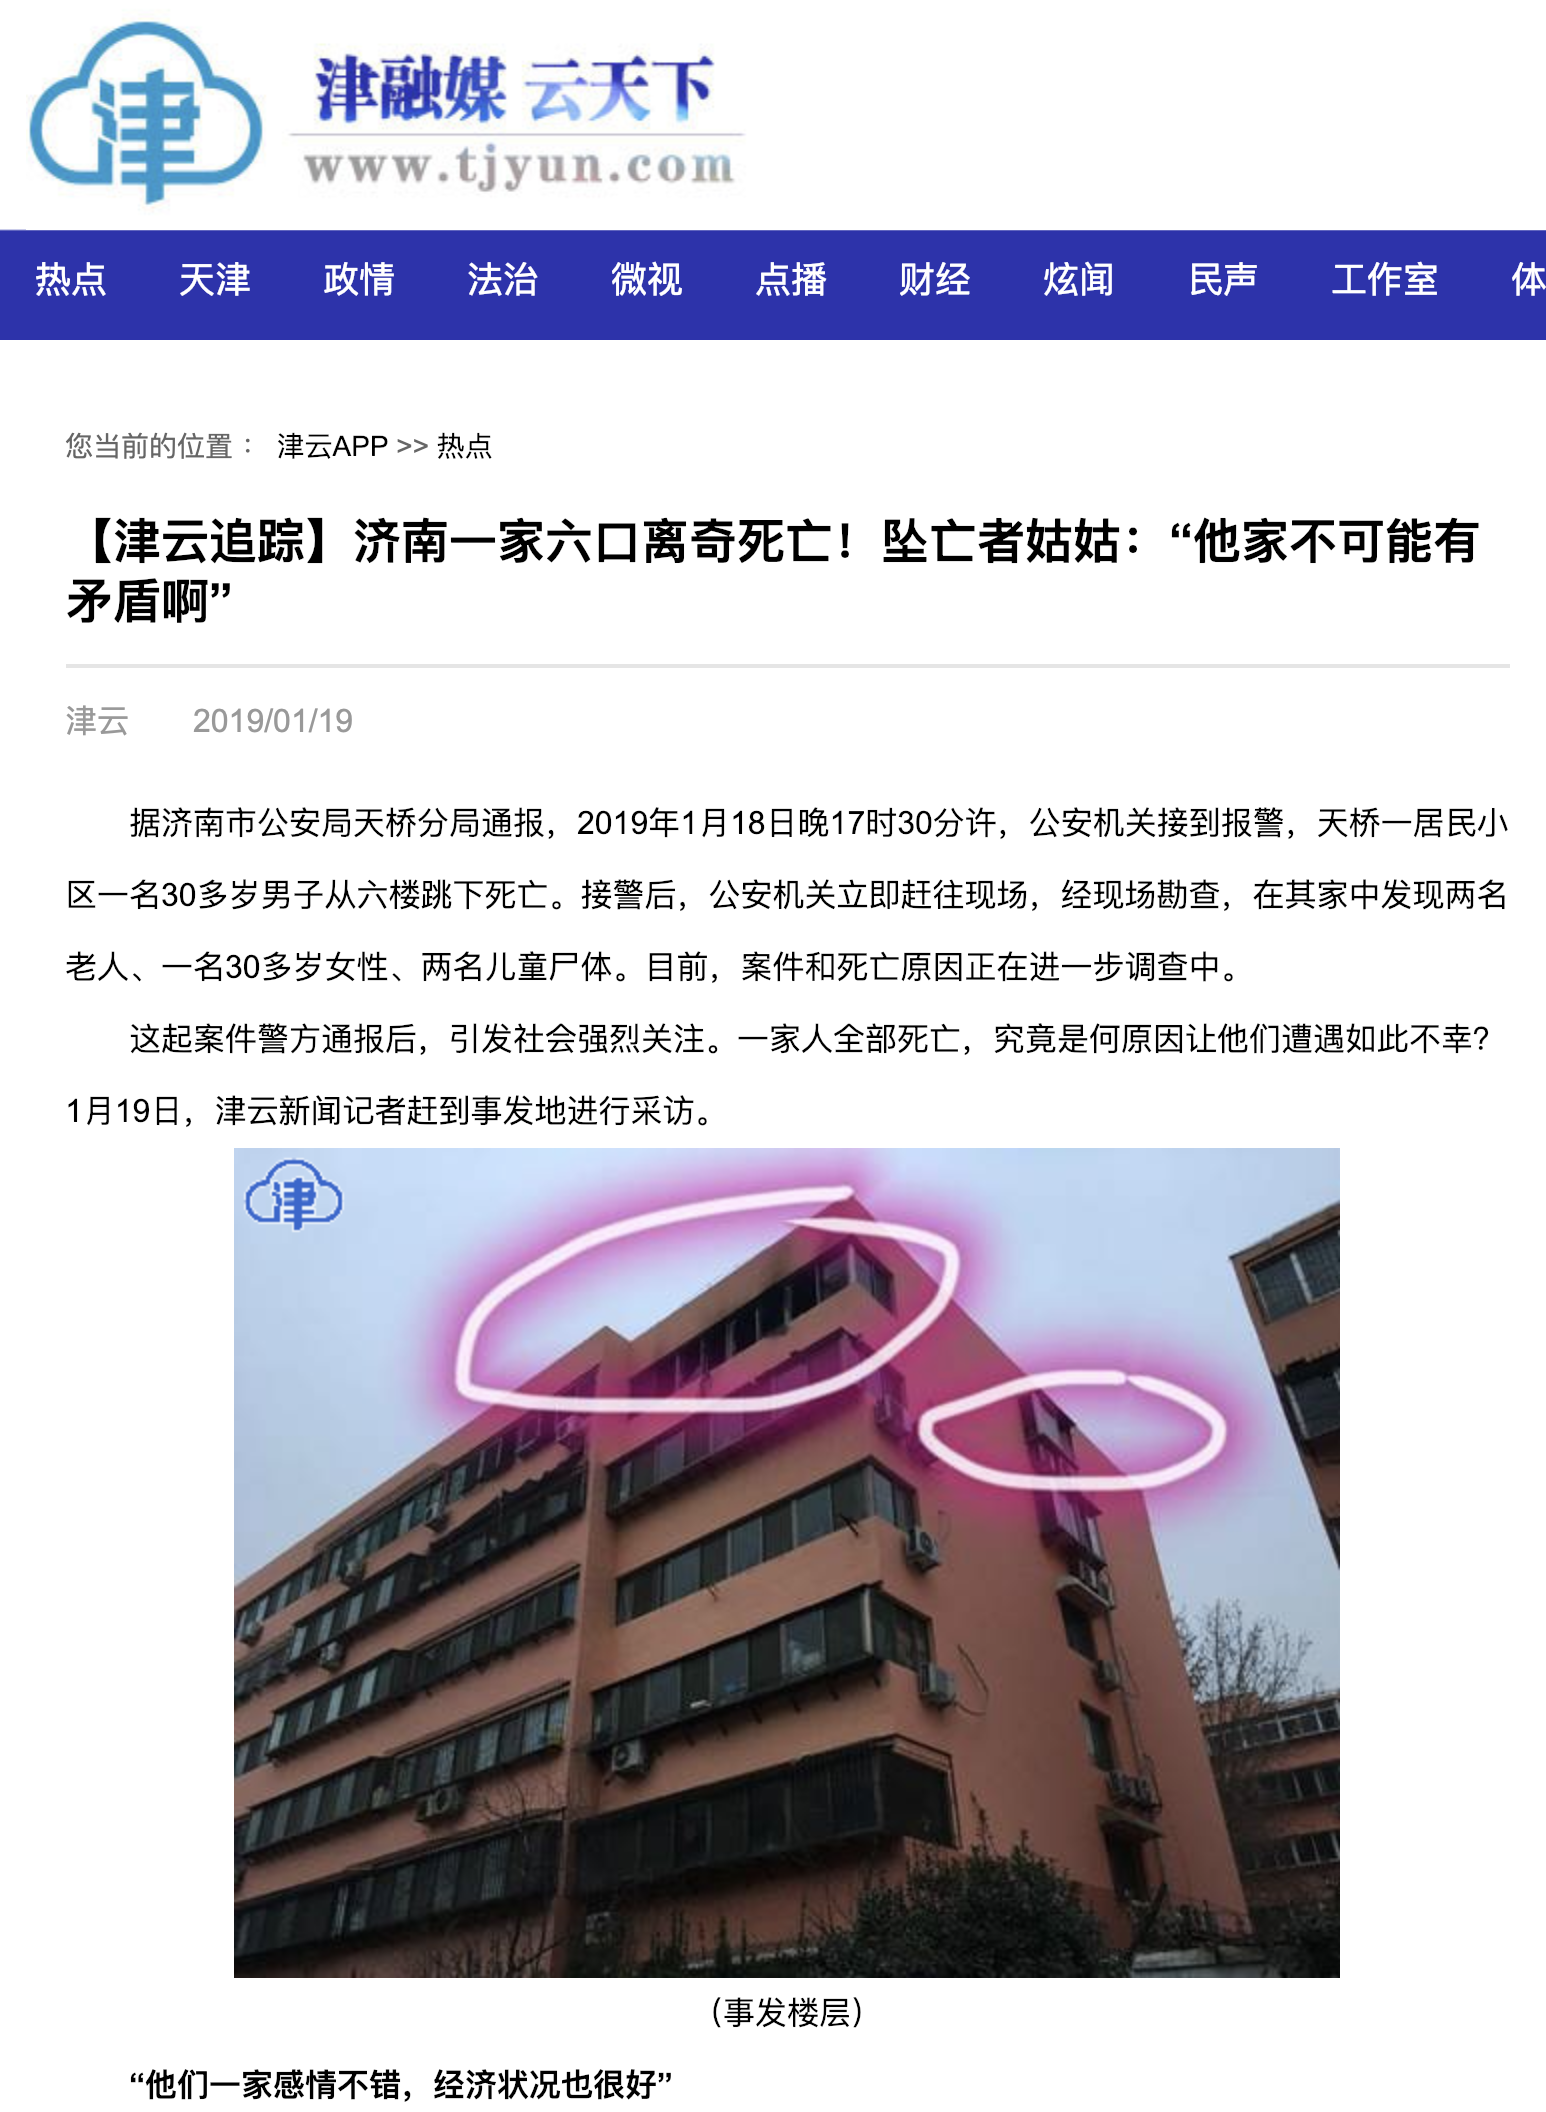 津
津融媒 云天下
www.tjyun.com
热点 天津 政情 法治 微视 点播 财经 炫闻 民声 工作室 体
您当前的位置： 津云APP >> 热点
【津云追踪】济南一家六口离奇死亡！坠亡者姑姑：“他家不可能有
矛盾啊”
津云 2019/01/19
据济南市公安局天桥分局通报，2019年1月18日晚17时30分许，公安机关接到报警，天桥一居民小
区一名30多岁男子从六楼跳下死亡。接警后，公安机关立即赶往现场，经现场勘查，在其家中发现两名
老人、一名30多岁女性、两名儿童尸体。目前，案件和死亡原因正在进一步调查中。
这起案件警方通报后，引发社会强烈关注。一家人全部死亡，究竟是何原因让他们遭遇如此不幸？
1月19日，津云新闻记者赶到事发地进行采访。
津
（事发楼层）
“他们一家感情不错，经济状况也很好”